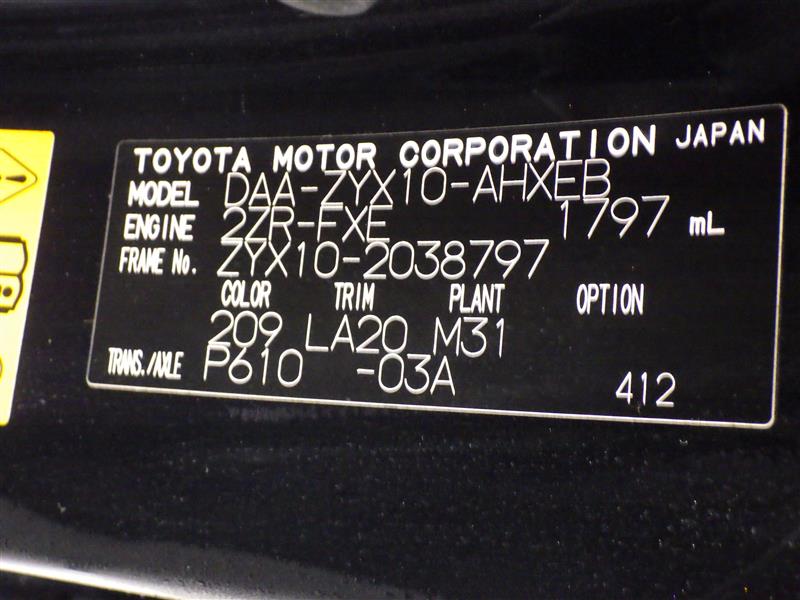 TOYOTA MOTOR CORPORATION JAPAN
MODEL DAA-ZYX10-AHXEB
ENGINE 2ZR-FXE 1797 mL
FRAME No. ZYX10-2038797
COLOR TRIM PLANT OPTION
209 LA20 M31
TRANS./AXLE P610 -03A
412